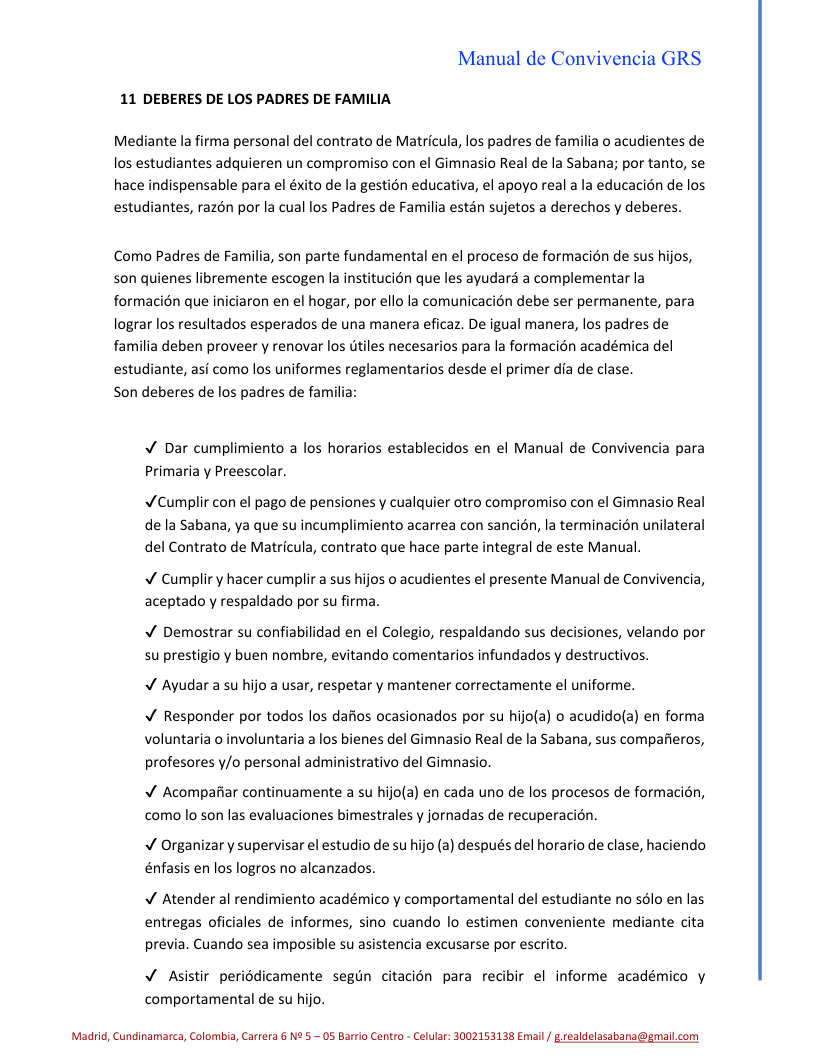 Manual de Convivencia GRS
11 DEBERES DE LOS PADRES DE FAMILIA
Mediante la firma personal del contrato de Matrícula, los padres de familia o acudientes de
los estudiantes adquieren un compromiso con el Gimnasio Real de la Sabana; por tanto, se
hace indispensable para el éxito de la gestión educativa, el apoyo real a la educación de los
estudiantes, razón por la cual los Padres de Familia están sujetos a derechos y deberes.
Como Padres de Familia, son parte fundamental en el proceso de formación de sus hijos,
son quienes libremente escogen la institución que les ayudará a complementar la
formación que iniciaron en el hogar, por ello la comunicación debe ser permanente, para
lograr los resultados esperados de una manera eficaz. De igual manera, los padres de
familia deben proveer y renovar los útiles necesarios para la formación académica del
estudiante, así como los uniformes reglamentarios desde el primer día de clase.
Son deberes de los padres de familia:
✓ Dar cumplimiento a los horarios establecidos en el Manual de Convivencia para
Primaria y Preescolar.
✓Cumplir con el pago de pensiones y cualquier otro compromiso con el Gimnasio Real
de la Sabana, ya que su incumplimiento acarrea con sanción, la terminación unilateral
del Contrato de Matrícula, contrato que hace parte integral de este Manual.
✓ Cumplir y hacer cumplir a sus hijos o acudientes el presente Manual de Convivencia,
aceptado y respaldado por su firma.
✓ Demostrar su confiabilidad en el Colegio, respaldando sus decisiones, velando por
su prestigio y buen nombre, evitando comentarios infundados y destructivos.
✓ Ayudar a su hijo a usar, respetar y mantener correctamente el uniforme.
✓ Responder por todos los daños ocasionados por su hijo(a) o acudido(a) en forma
voluntaria o involuntaria a los bienes del Gimnasio Real de la Sabana, sus compañeros,
profesores y/o personal administrativo del Gimnasio.
✓ Acompañar continuamente a su hijo(a) en cada uno de los procesos de formación,
como lo son las evaluaciones bimestrales y jornadas de recuperación.
✓ Organizar y supervisar el estudio de su hijo (a) después del horario de clase, haciendo
énfasis en los logros no alcanzados.
✓ Atender al rendimiento académico y comportamental del estudiante no sólo en las
entregas oficiales de informes, sino cuando lo estimen conveniente mediante cita
previa. Cuando sea imposible su asistencia excusarse por escrito.
✓ Asistir periódicamente según citación para recibir el informe académico y
comportamental de su hijo.
Madrid, Cundinamarca, Colombia, Carrera 6 Nº 5 – 05 Barrio Centro - Celular: 3002153138 Email / g.realdelasabana@gmail.com